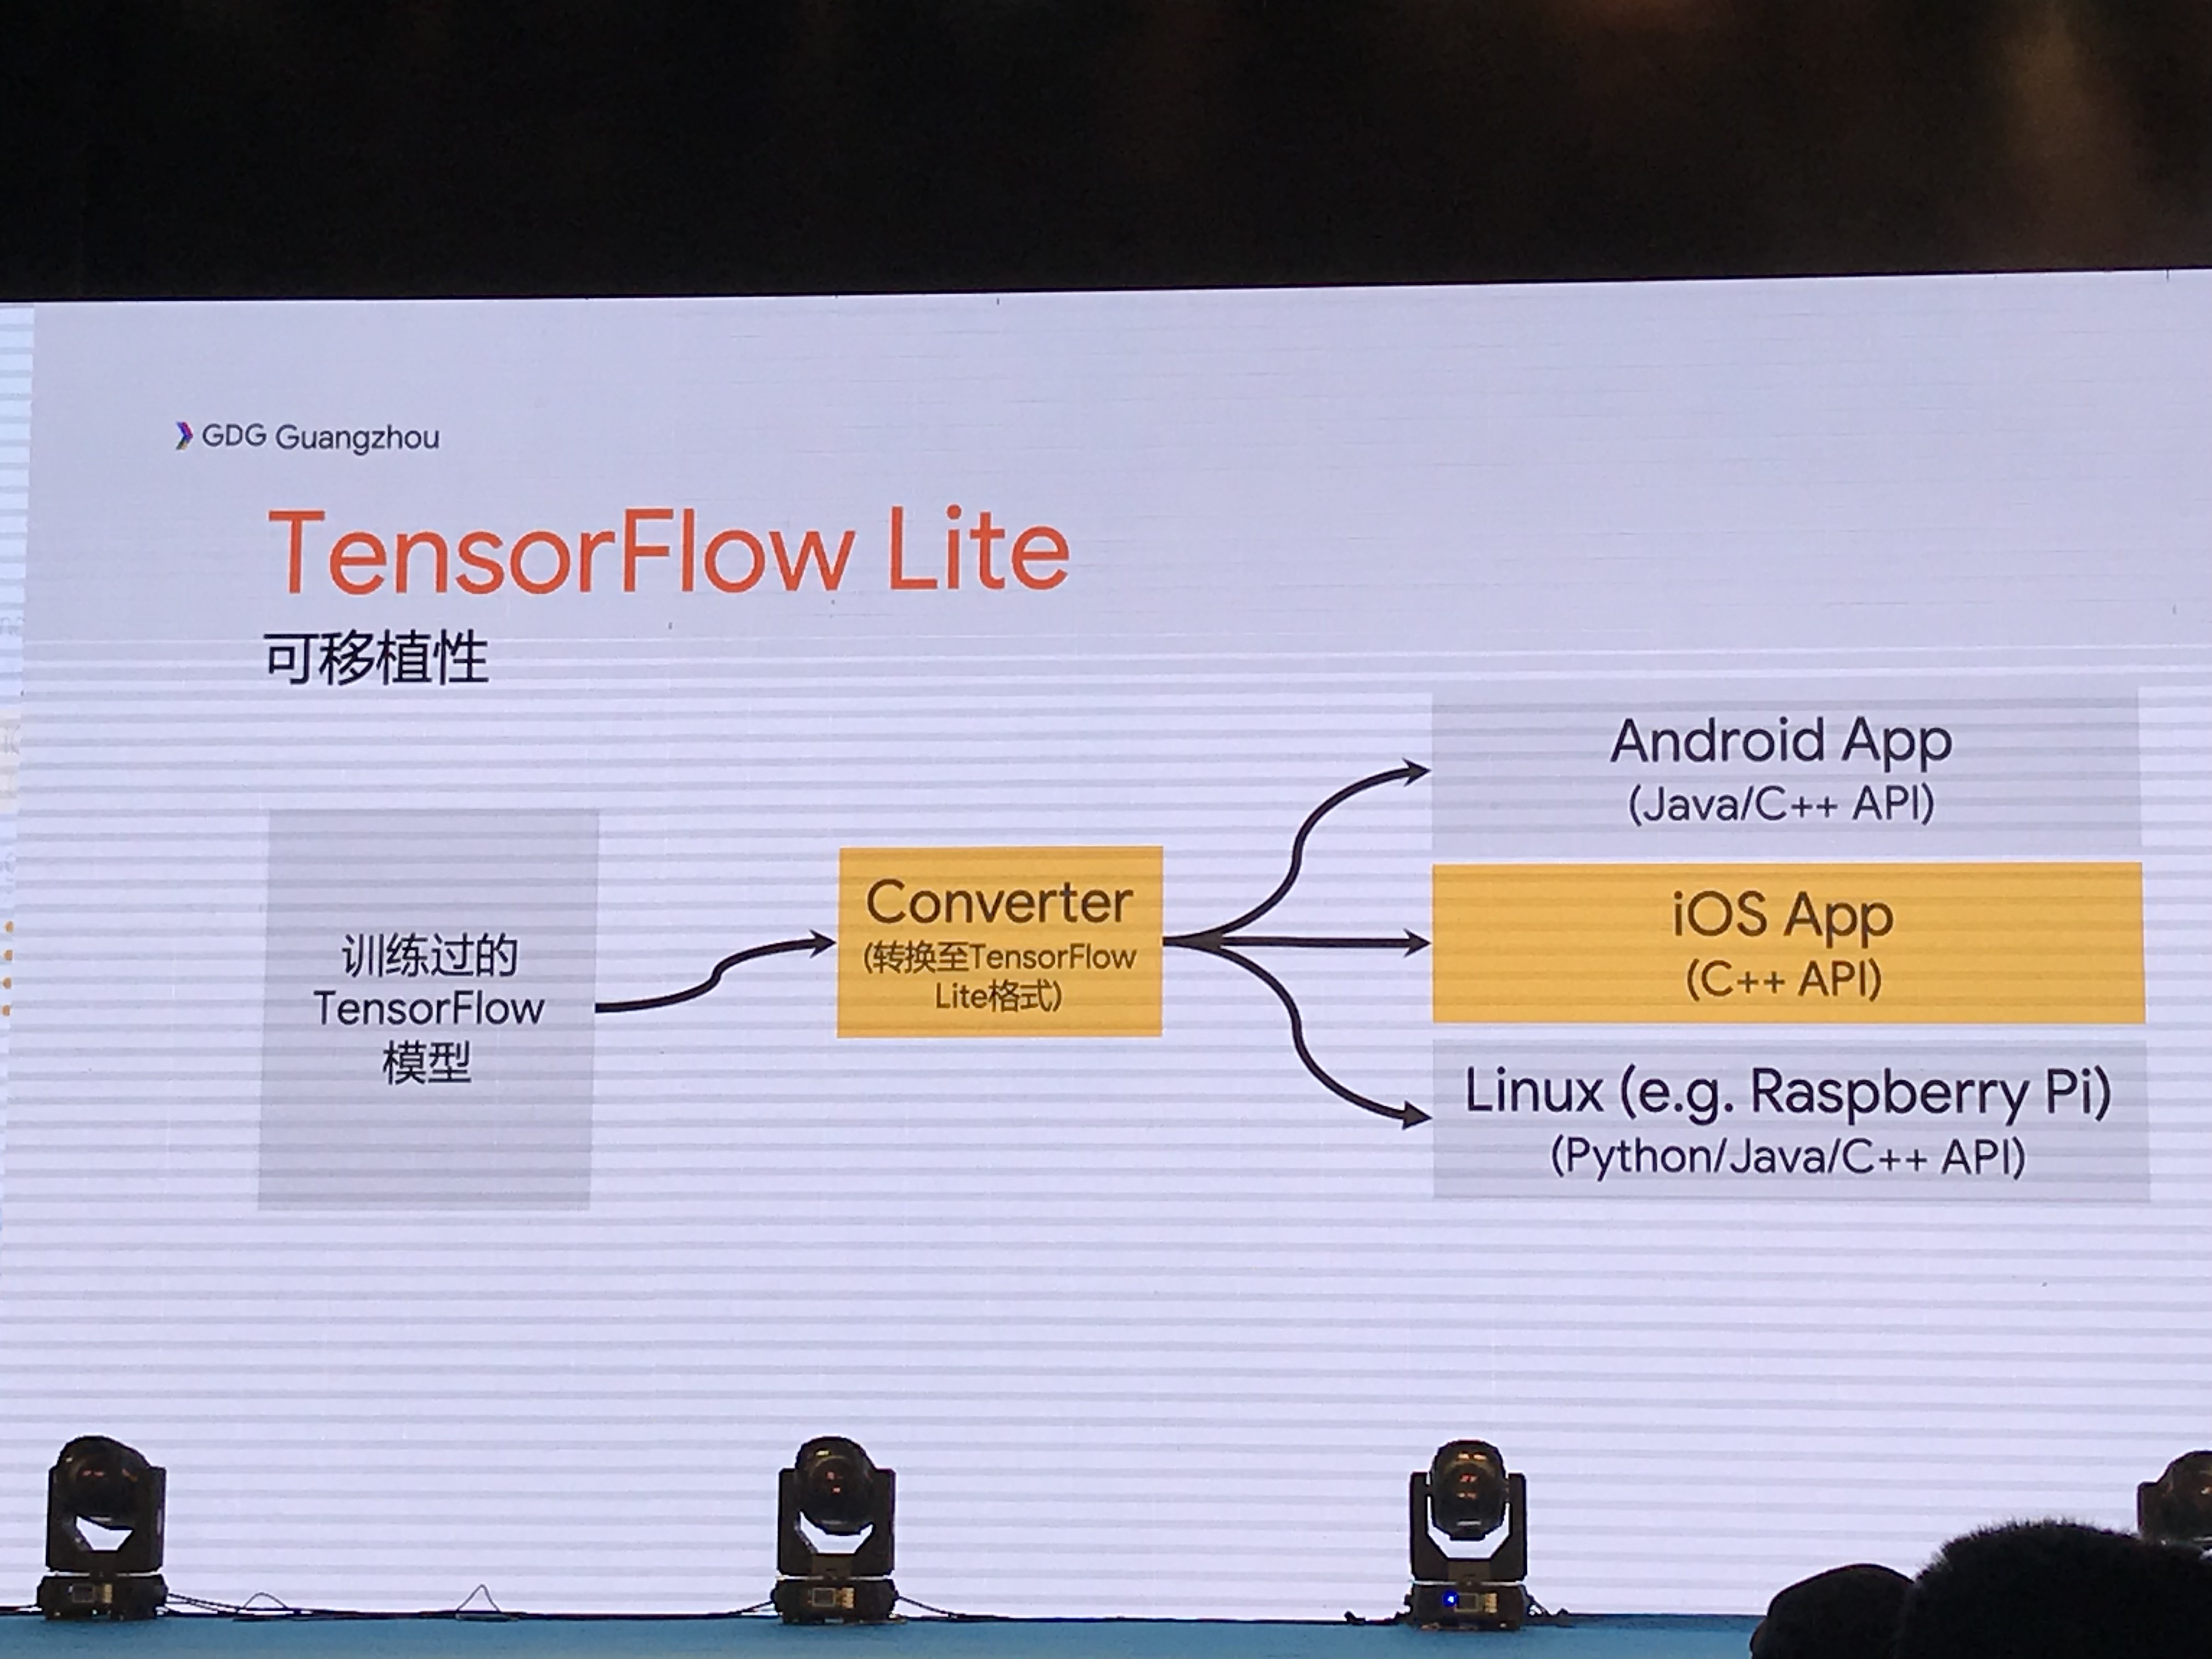 GDG Guangzhou
TensorFlow Lite
可移植性
训练过的
TensorFlow
模型
Converter
(转换至TensorFlow
Lite格式)
Android App
(Java/C++ API)
iOS App
(C++ API)
Linux (e.g. Raspberry Pi)
(Python/Java/C++ API)